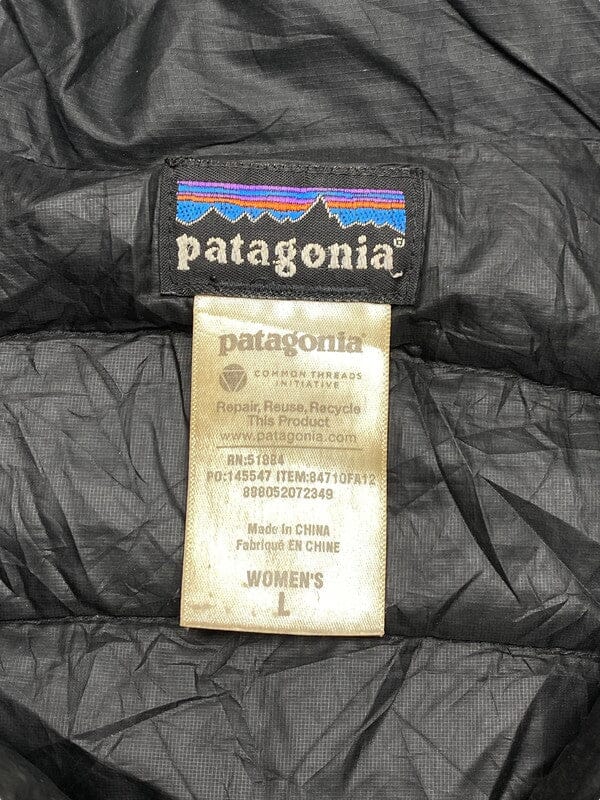 patagonia®
patagonia®
COMMON THREADS
INITIATIVE
Repair, Reuse, Recycle
This Product
www.patagonia.com
RN:51884
PO:145547 ITEM:84710FA12
888052072349
Made In CHINA
Fabriqué EN CHINE
WOMEN'S
L